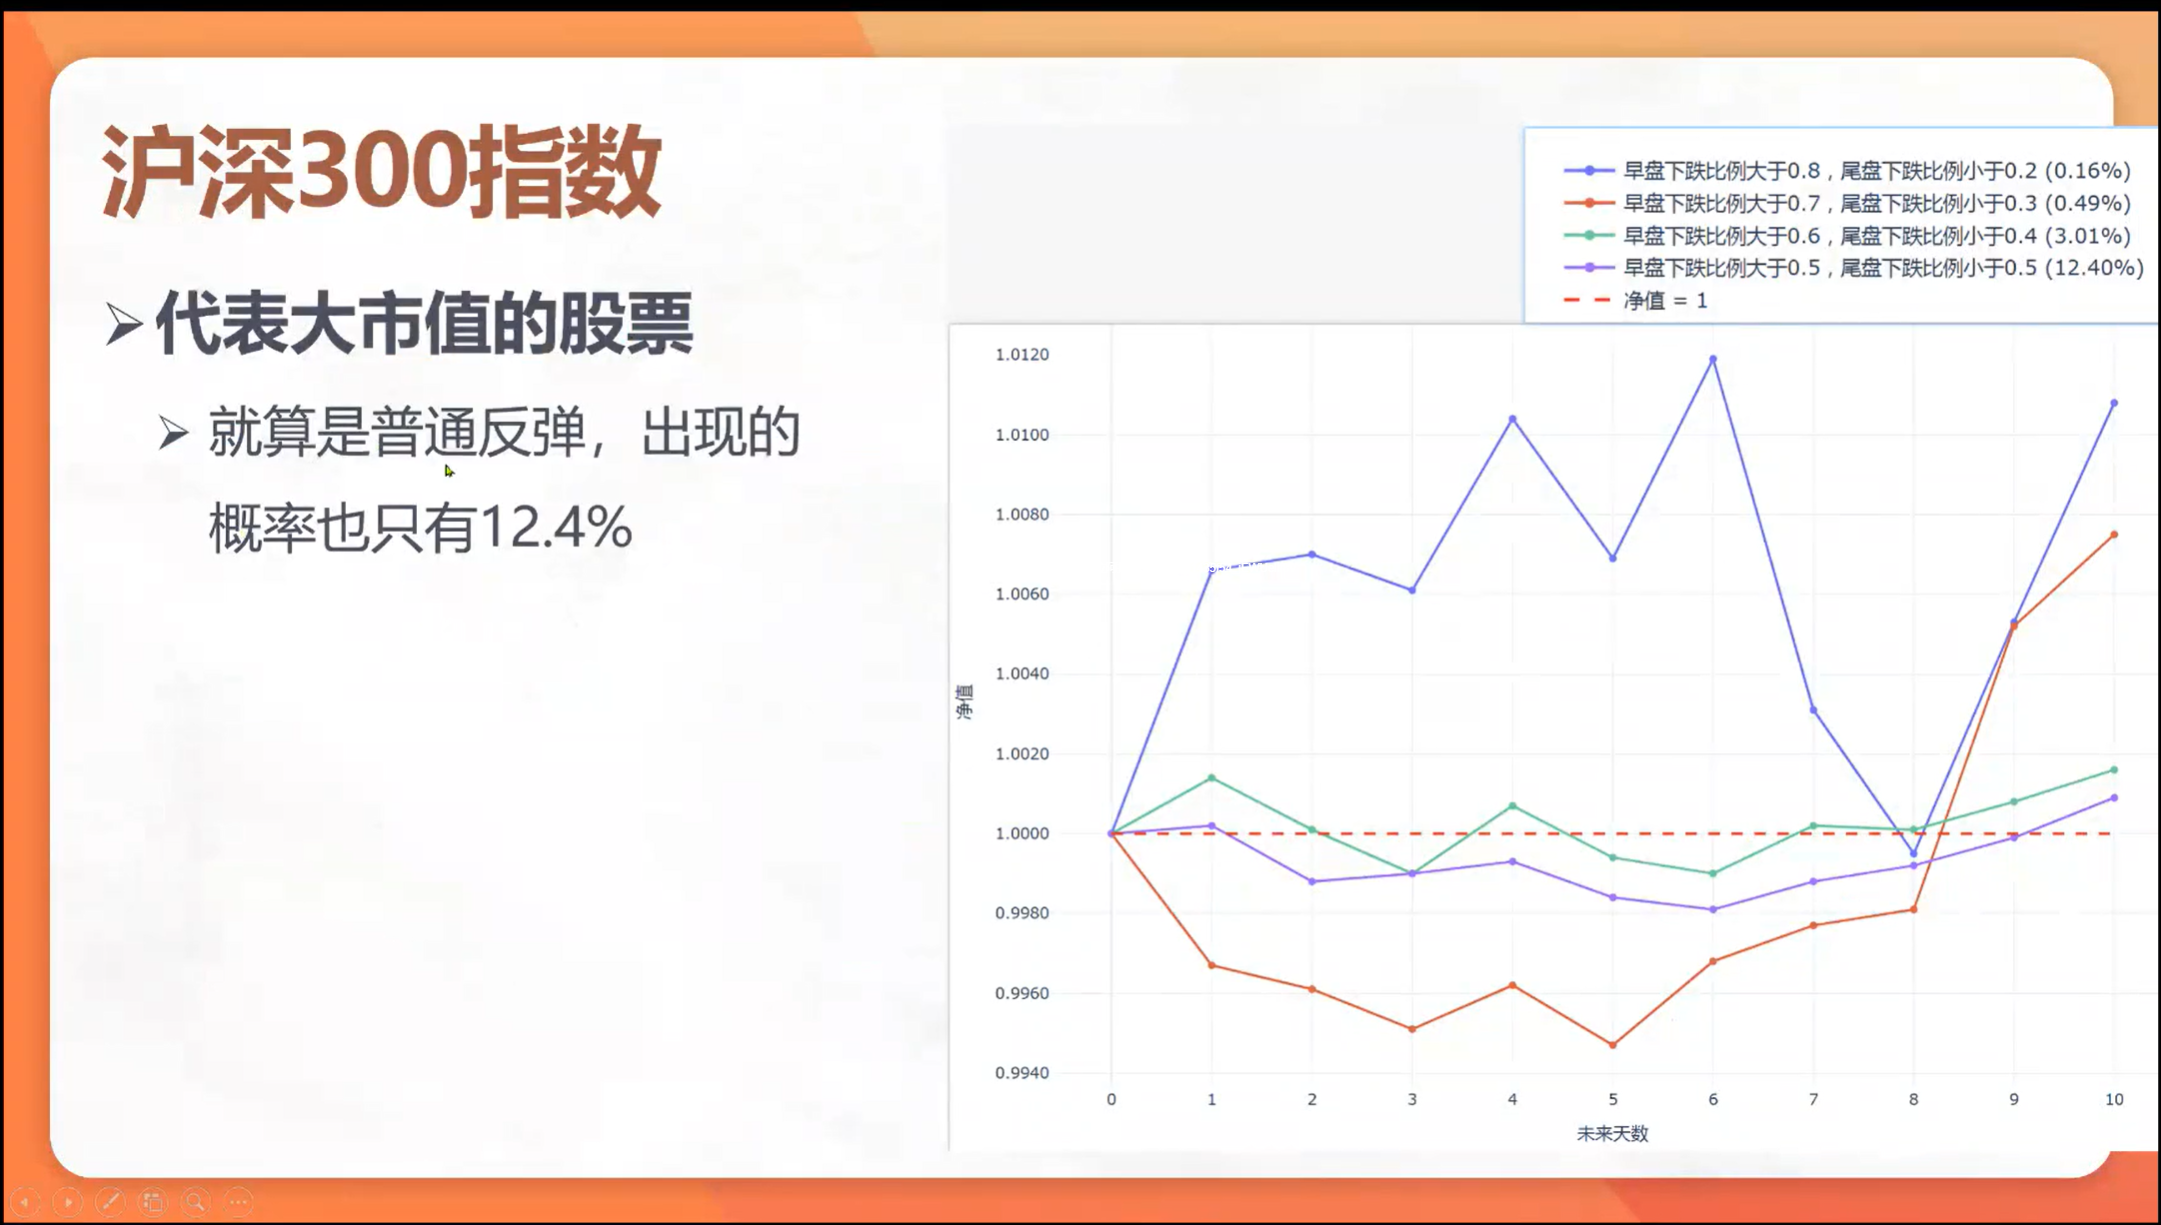 沪深300指数
代表大市值的股票
就算是普通反弹，出现的
概率也只有12.4%
早盘下跌比例大于0.8，尾盘下跌比例小于0.2 (0.16%)
早盘下跌比例大于0.7，尾盘下跌比例小于0.3 (0.49%)
早盘下跌比例大于0.6，尾盘下跌比例小于0.4 (3.01%)
早盘下跌比例大于0.5，尾盘下跌比例小于0.5 (12.40%)
净值 = 1
1.0120
1.0100
1.0080
1.0060
1.0040
1.0020
1.0000
0.9980
0.9960
0.9940
净值
0 1 2 3 4 5 6 7 8 9 10
未来天数